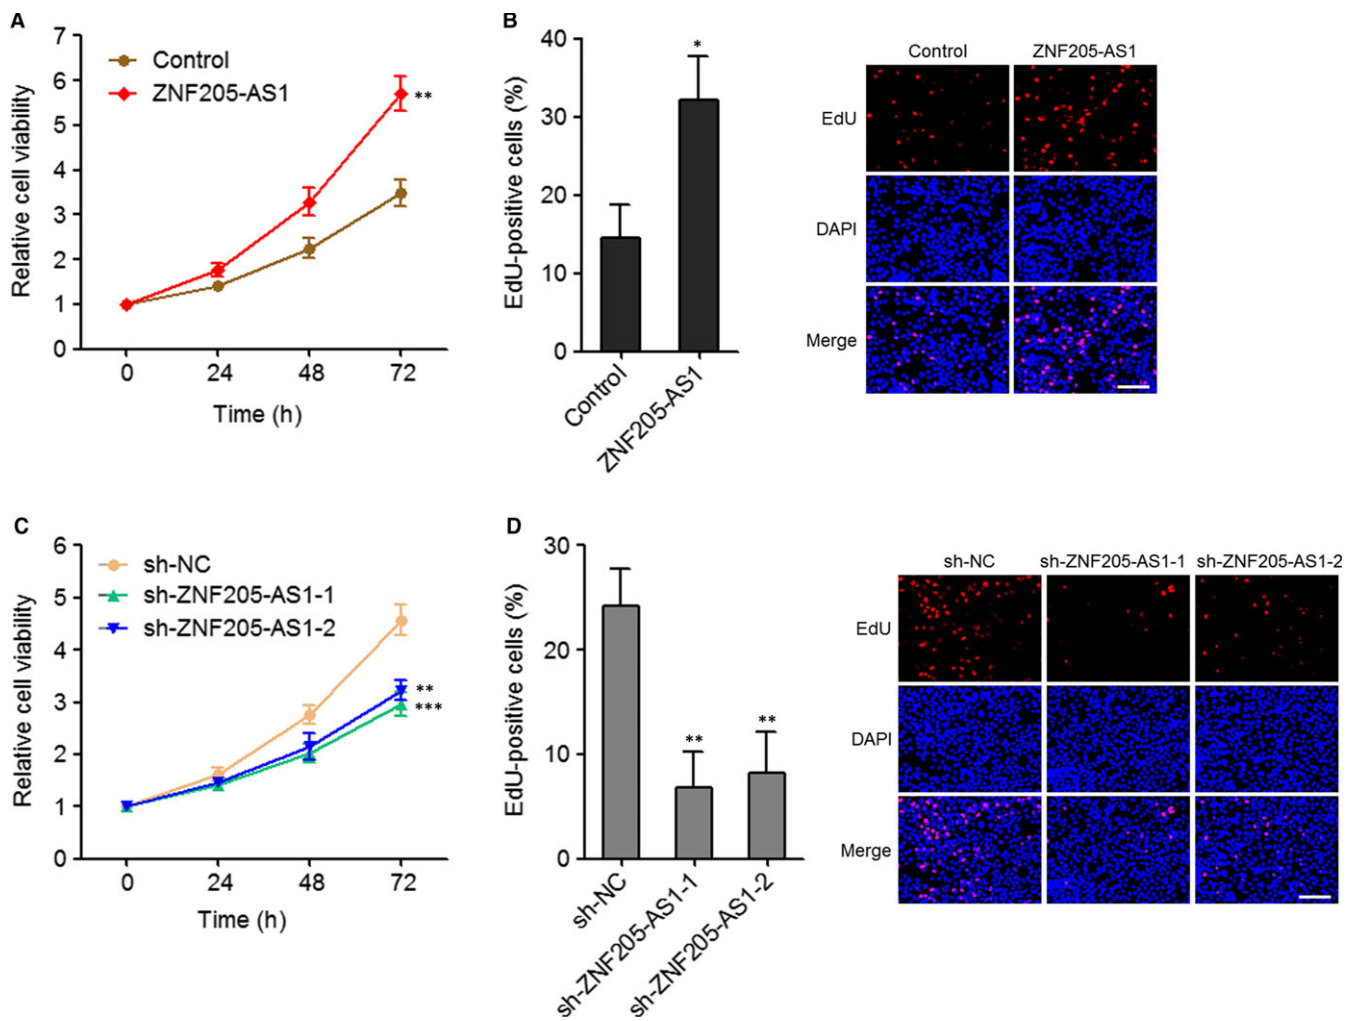 A
Relative cell viability
7
6
5
4
3
2
1
0
Control
ZNF205-AS1
**
0 24 48 72
Time (h)
B
EdU-positive cells (%)
40
30
20
10
0
*
Control
ZNF205-AS1
Control ZNF205-AS1
EdU
DAPI
Merge
C
Relative cell viability
6
5
4
3
2
1
0
sh-NC
sh-ZNF205-AS1-1
sh-ZNF205-AS1-2
**
***
0 24 48 72
Time (h)
D
EdU-positive cells (%)
30
20
10
0
**
**
sh-NC
sh-ZNF205-AS1-1
sh-ZNF205-AS1-2
sh-NC sh-ZNF205-AS1-1 sh-ZNF205-AS1-2
EdU
DAPI
Merge